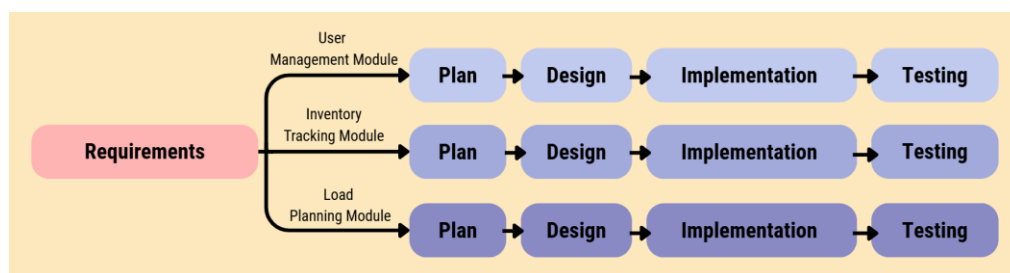 User
Management Module
Plan
Design
Implementation
Testing
Inventory
Tracking Module
Requirements
Plan
Design
Implementation
Testing
Load
Planning Module
Plan
Design
Implementation
Testing